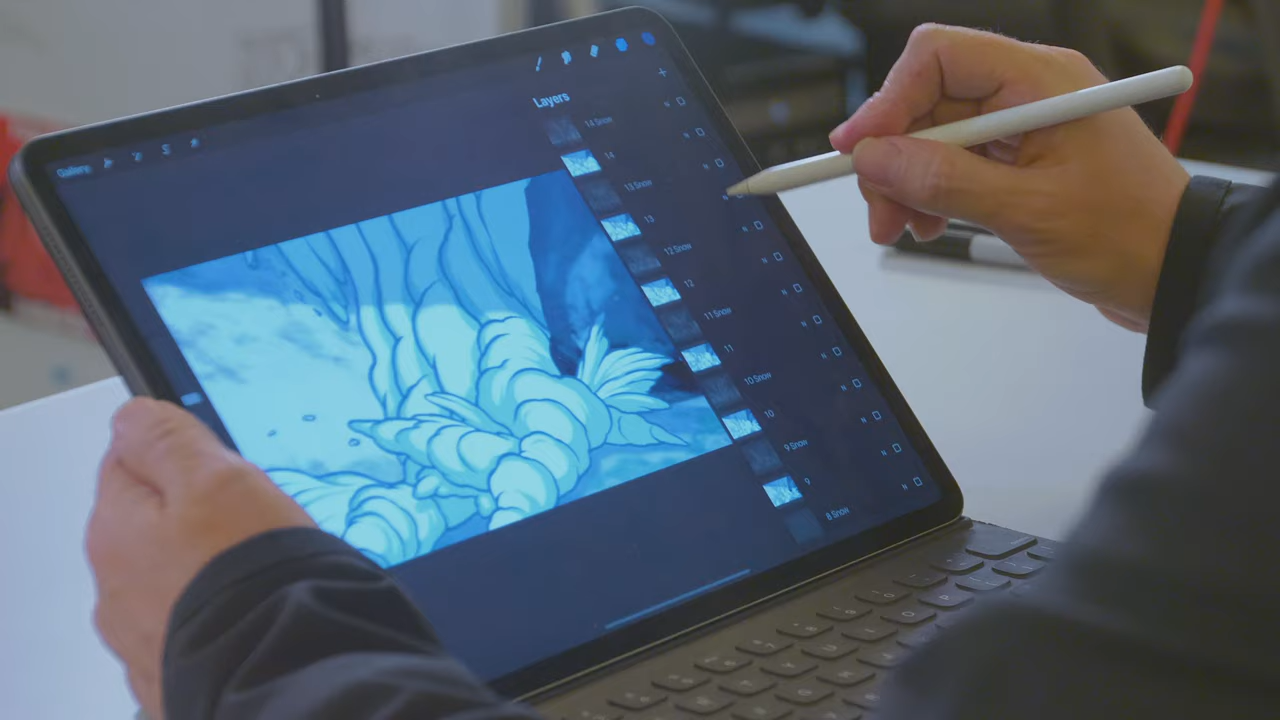 Gallery
Layers
14 Snow
14
13 Snow
13
12 Snow
12
11 Snow
11
10 Snow
10
9 Snow
9
8 Snow